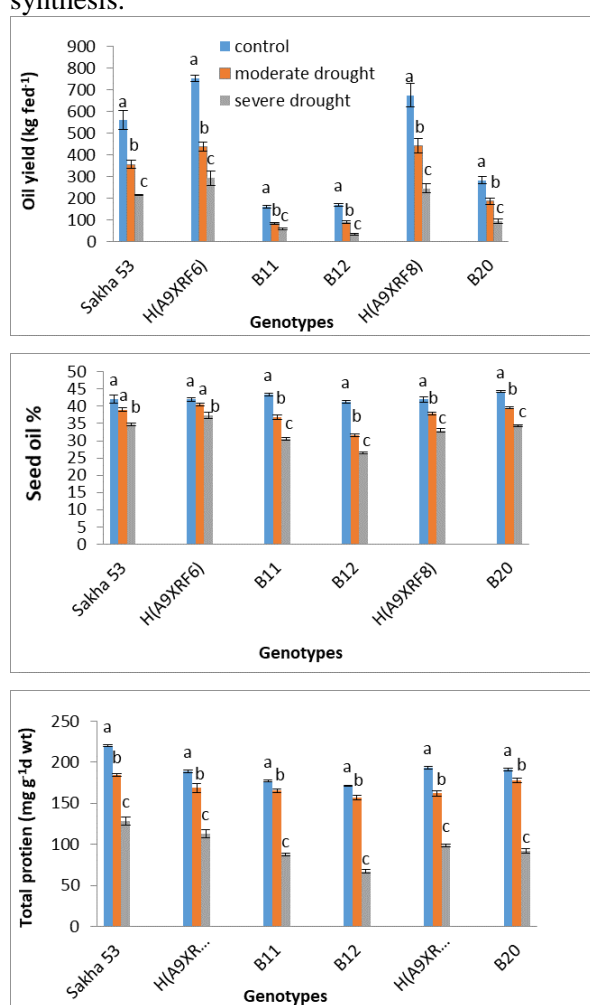 synthesis.
900
800
700
600
500
400
300
200
100
0
Oil yield (kg fed-1)
control
moderate drought
severe drought
a
b
c
a
b
c
a
b
c
a
b
c
a
b
c
a
b
c
Sakha 53
H(A9XRF6)
B11
B12
H(A9XRF8)
B20
Genotypes
50
45
40
35
30
25
20
15
10
5
0
Seed oil %
a
a
b
a
a
b
a
b
c
a
b
c
a
b
c
a
b
c
Sakha 53
H(A9XRF6)
B11
B12
H(A9XRF8)
B20
Genotypes
250
200
150
100
50
0
Total protien (mg g-1d wt)
a
b
c
a
b
c
a
b
c
a
b
c
a
b
c
a
b
c
Sakha 53
H(A9XR...
B11
B12
H(A9XR...
B20
Genotypes